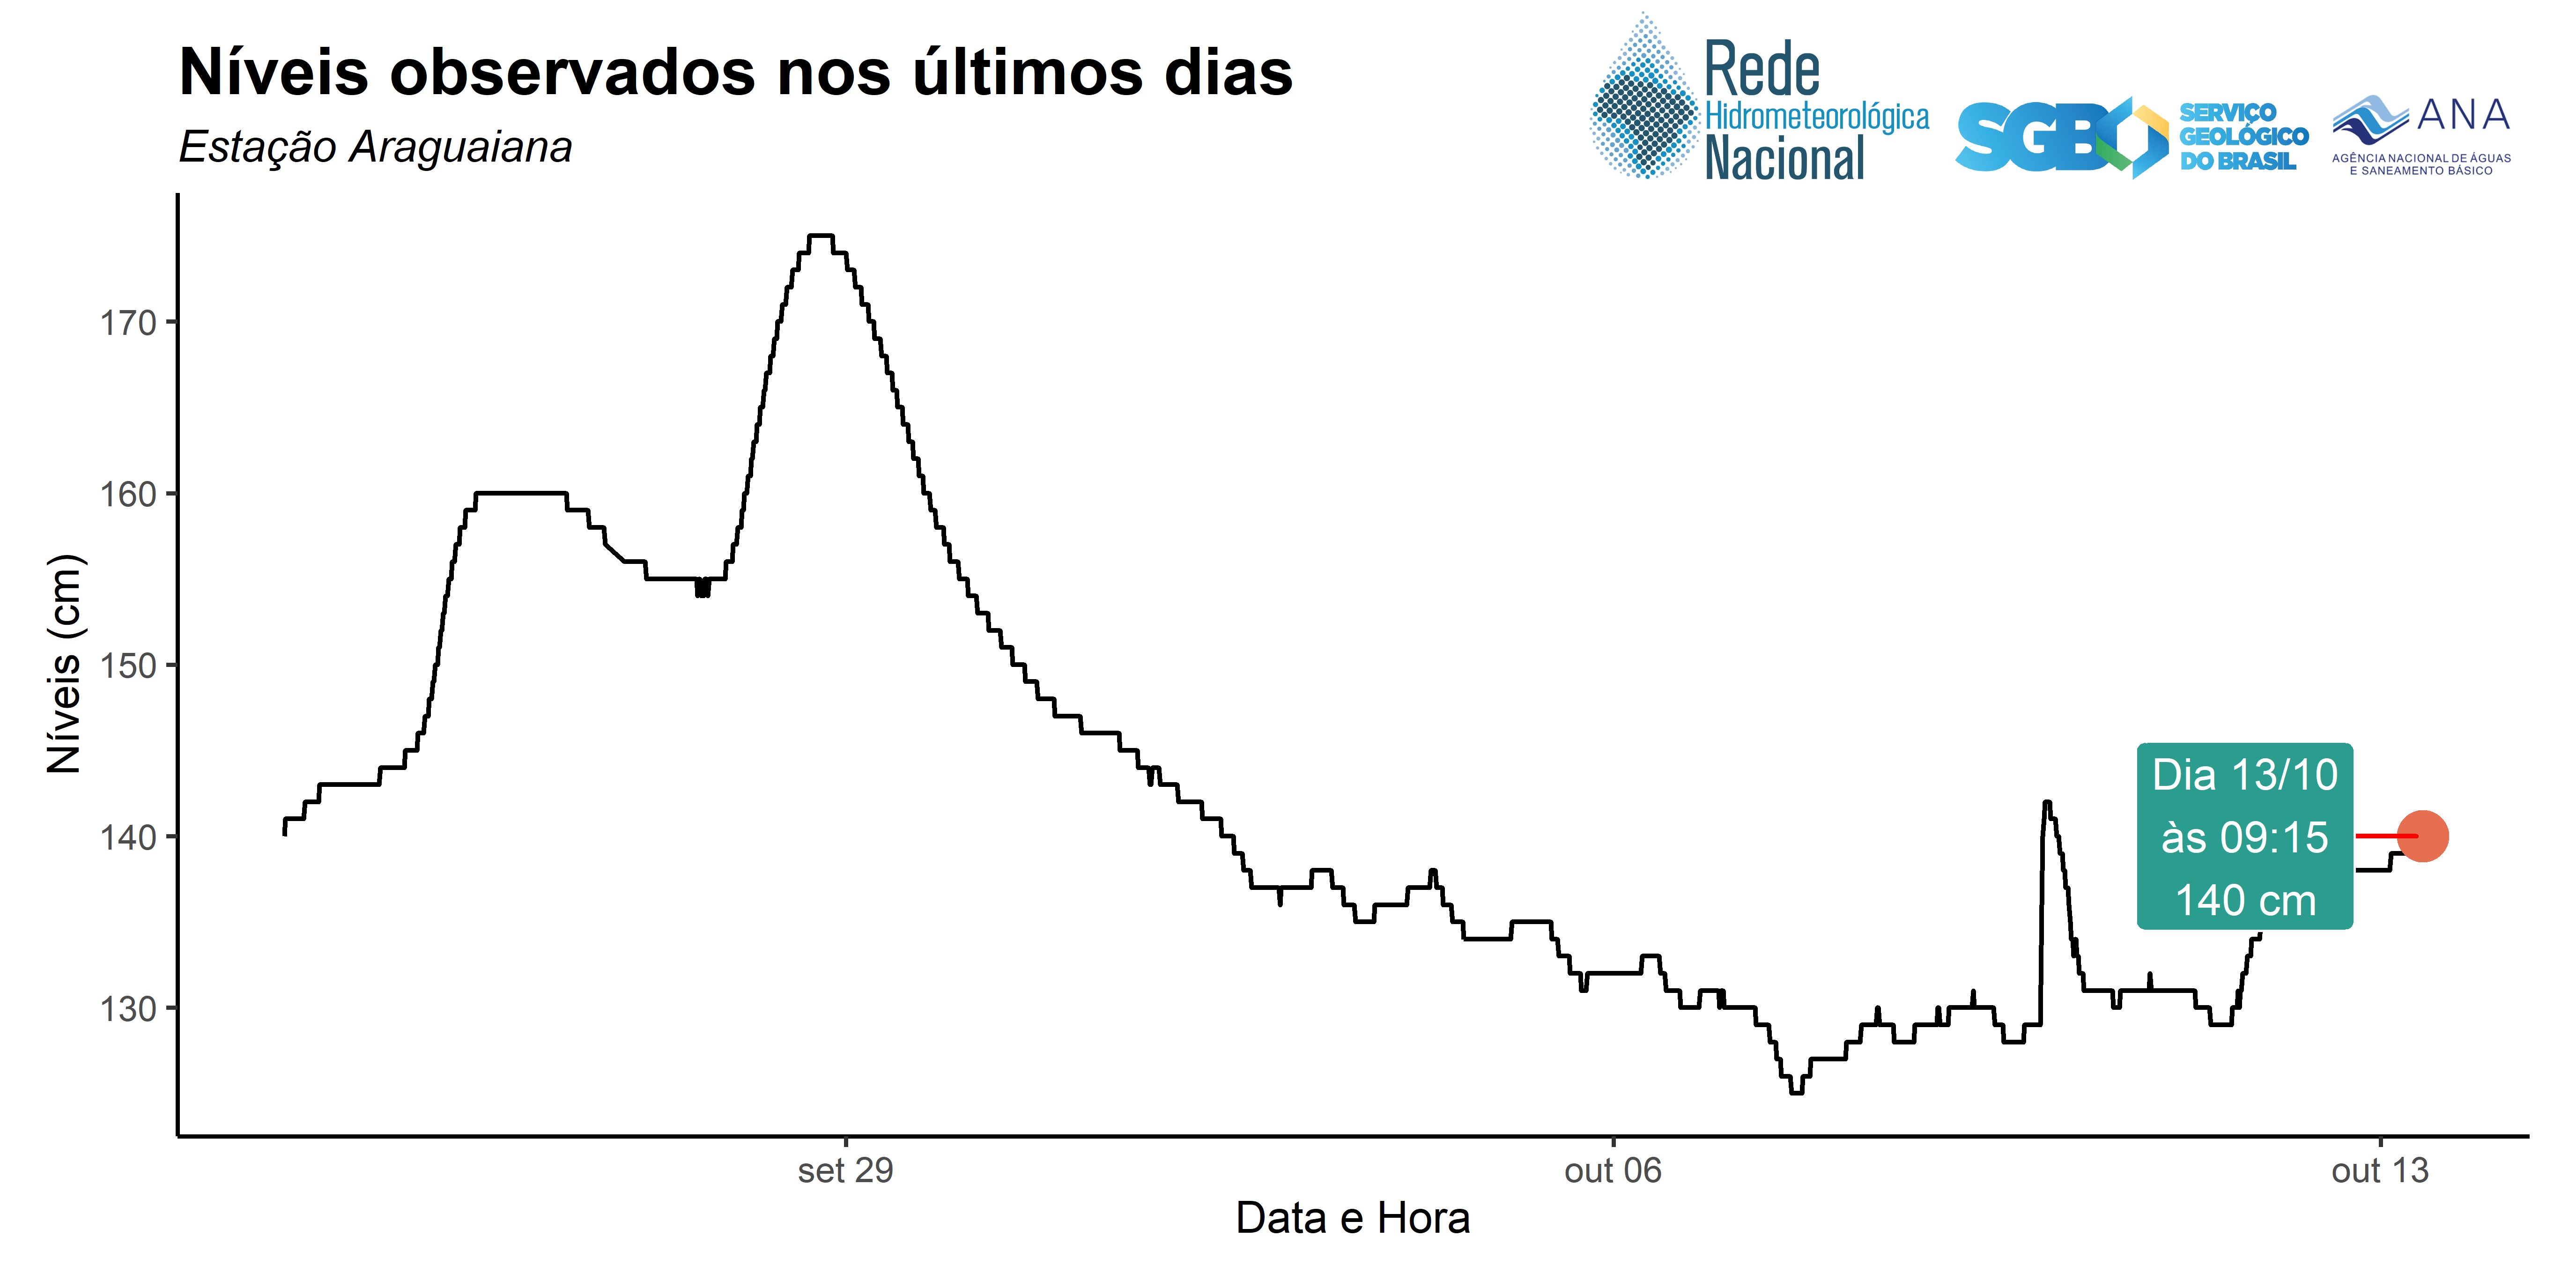 Níveis observados nos últimos dias
Estação Araguaiana
Rede
Hidrometeorológica
Nacional
SGB
SERVIÇO
GEOLÓGICO
DO BRASIL
ANA
AGÊNCIA NACIONAL DE ÁGUAS
E SANEAMENTO BÁSICO
Níveis (cm)
170
160
150
140
130
Dia 13/10
às 09:15
140 cm
set 29
out 06
out 13
Data e Hora